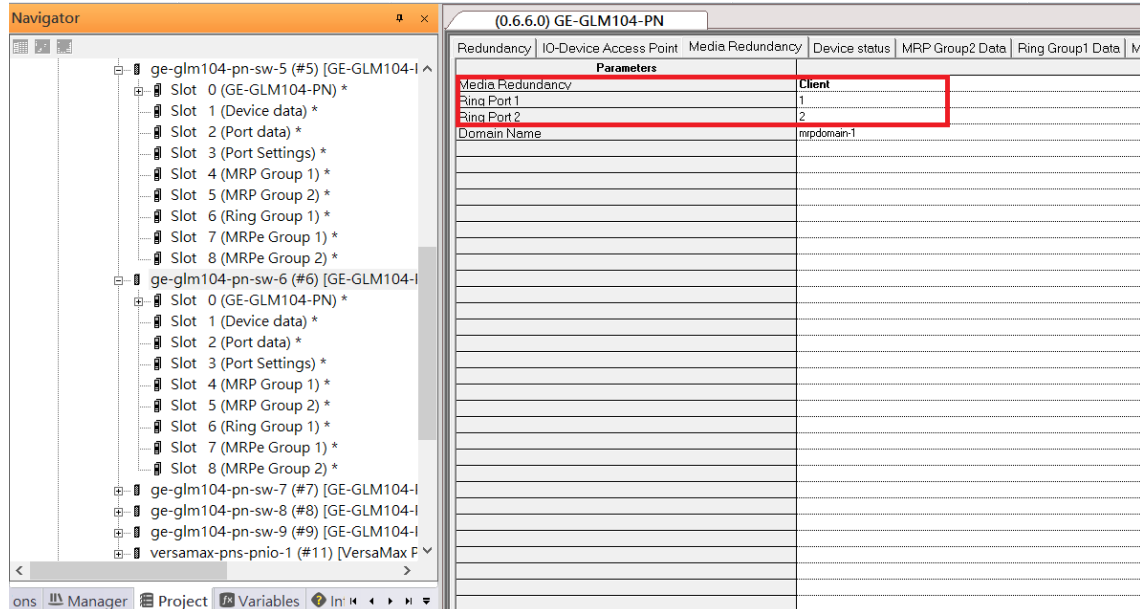 Navigator
ge-glm104-pn-sw-5 (#5) [GE-GLM104-
Slot 0 (GE-GLM104-PN) *
Slot 1 (Device data) *
Slot 2 (Port data) *
Slot 3 (Port Settings) *
Slot 4 (MRP Group 1) *
Slot 5 (MRP Group 2) *
Slot 6 (Ring Group 1) *
Slot 7 (MRPe Group 1) *
Slot 8 (MRPe Group 2) *
ge-glm104-pn-sw-6 (#6) [GE-GLM104-
Slot 0 (GE-GLM104-PN) *
Slot 1 (Device data) *
Slot 2 (Port data) *
Slot 3 (Port Settings) *
Slot 4 (MRP Group 1) *
Slot 5 (MRP Group 2) *
Slot 6 (Ring Group 1) *
Slot 7 (MRPe Group 1) *
Slot 8 (MRPe Group 2) *
ge-glm104-pn-sw-7 (#7) [GE-GLM104-
ge-glm104-pn-sw-8 (#8) [GE-GLM104-
ge-glm104-pn-sw-9 (#9) [GE-GLM104-
versamax-pns-pnio-1 (#11) [VersaMax P
ons Manager Project Variables In
(0.6.6.0) GE-GLM104-PN
Redundancy IO-Device Access Point Media Redundancy Device status MRP Group2 Data Ring Group1 Data M
Parameters
Media Redundancy Client
Ring Port 1 1
Ring Port 2 2
Domain Name mrpdomain-1